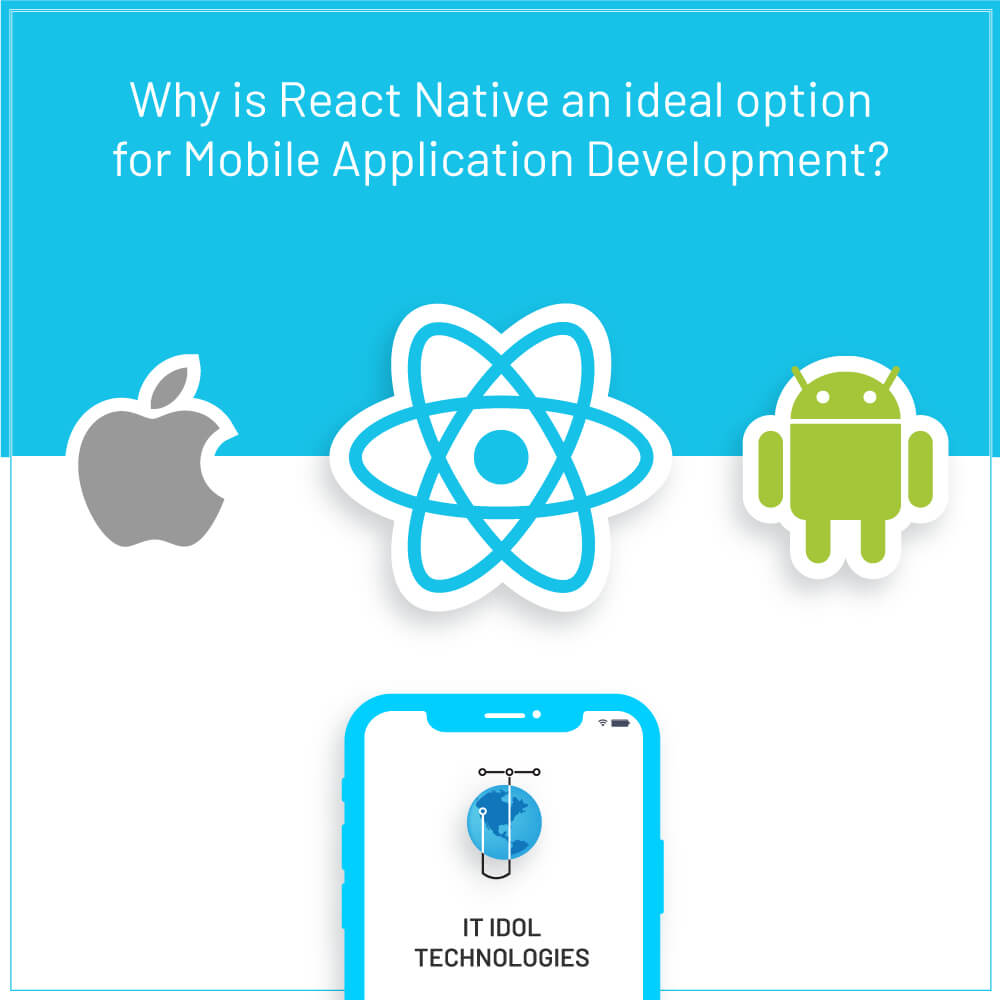 Why is React Native an ideal option
for Mobile Application Development?
IT IDOL
TECHNOLOGIES